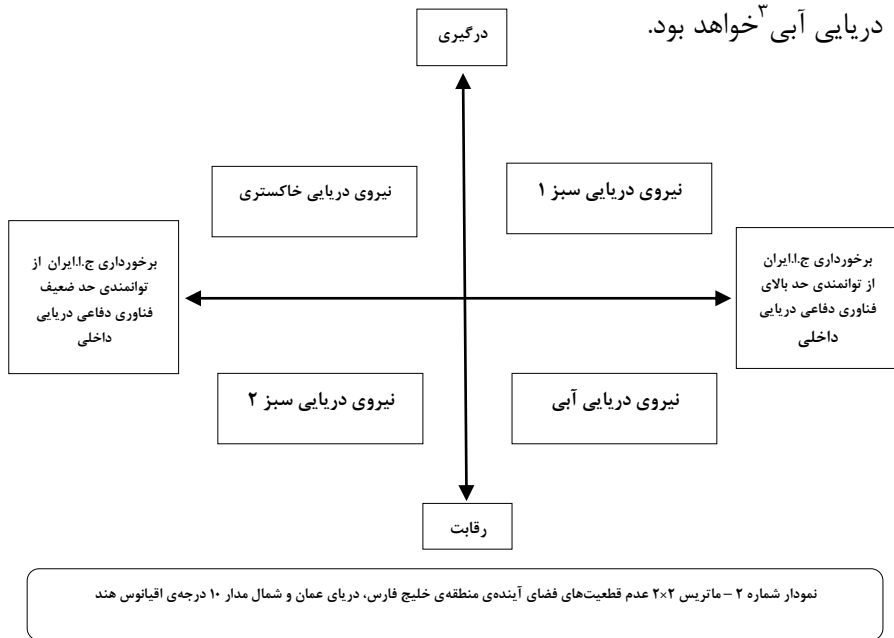 دریایی آبی۳خواهد بود.
درگیری
نیروی دریایی سبز ۱
نیروی دریایی خاکستری
برخورداری ج.ا.ایران
از توانمندی حد بالای
فناوری دفاعی دریایی
داخلی
برخورداری ج.ا.ایران از
توانمندی حد ضعیف
فناوری دفاعی دریایی
داخلی
نیروی دریایی آبی
نیروی دریایی سبز ۲
رقابت
نمودار شماره ۲ – ماتریس ۲×۲ عدم قطعیت‌های فضای آینده‌ی منطقه‌ی خلیج فارس، دریای عمان و شمال مدار ۱۰ درجه‌ی اقیانوس هند